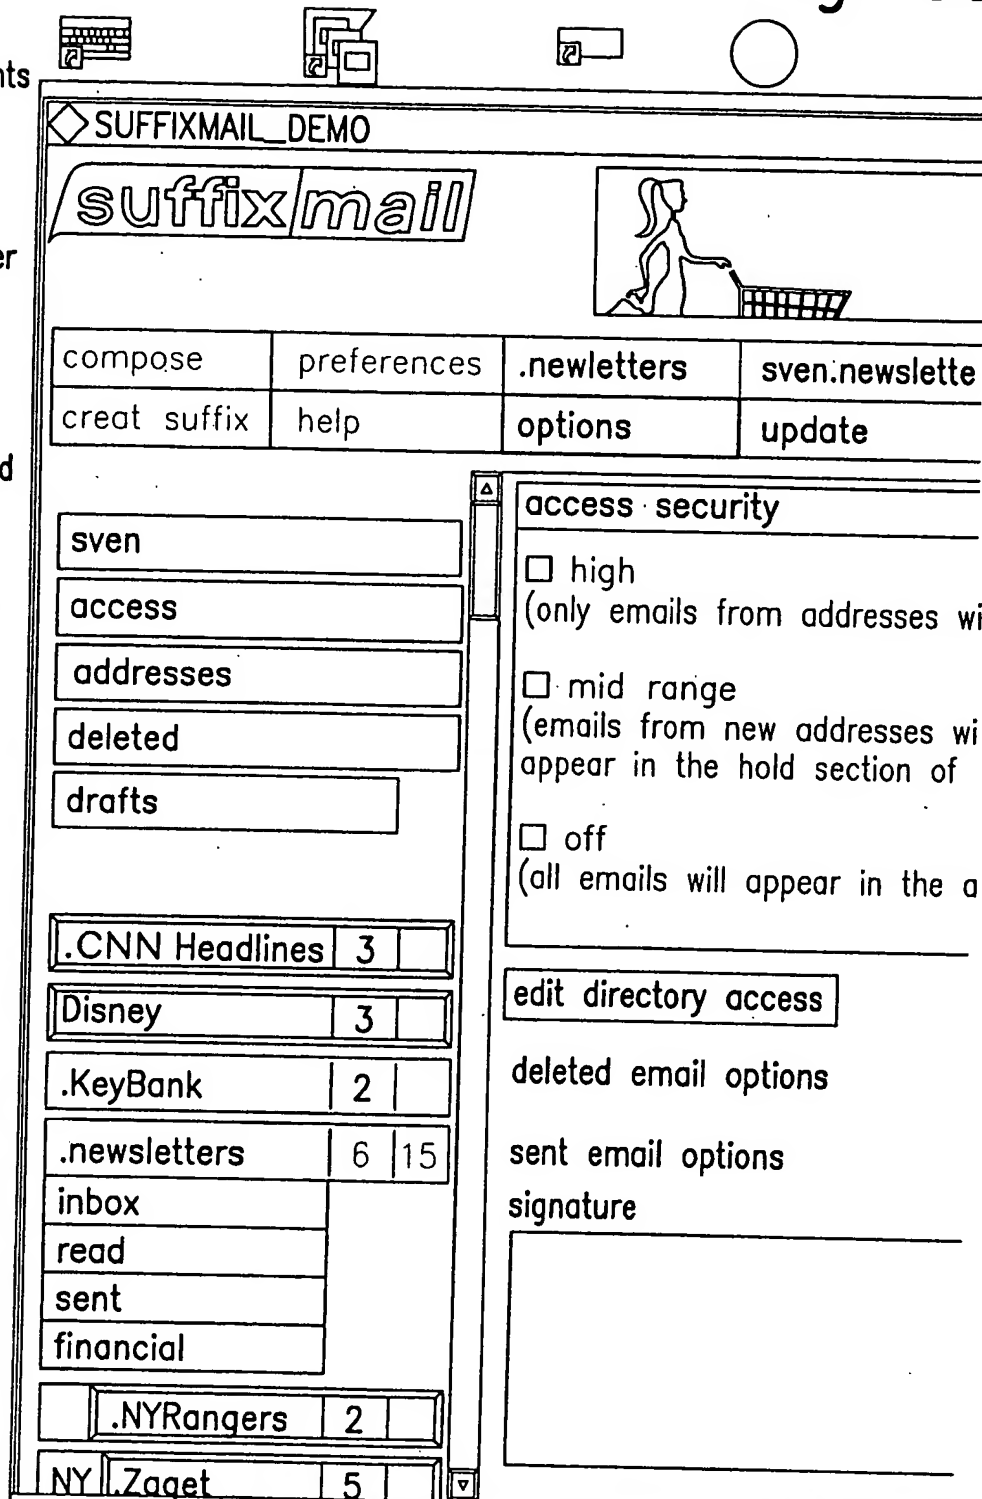 nts
SUFFIXMAIL_DEMO
suffix mail
er
compose preferences .newletters sven.newslette
creat suffix help options update
d
sven
access
addresses
deleted
drafts
.CNN Headlines 3
Disney 3
.KeyBank 2
.newsletters 6 15
inbox
read
sent
financial
.NYRangers 2
NY .Zaget 5
access security
high
(only emails from addresses wi
mid range
(emails from new addresses wi
appear in the hold section of
off
(all emails will appear in the a
edit directory access
deleted email options
sent email options
signature